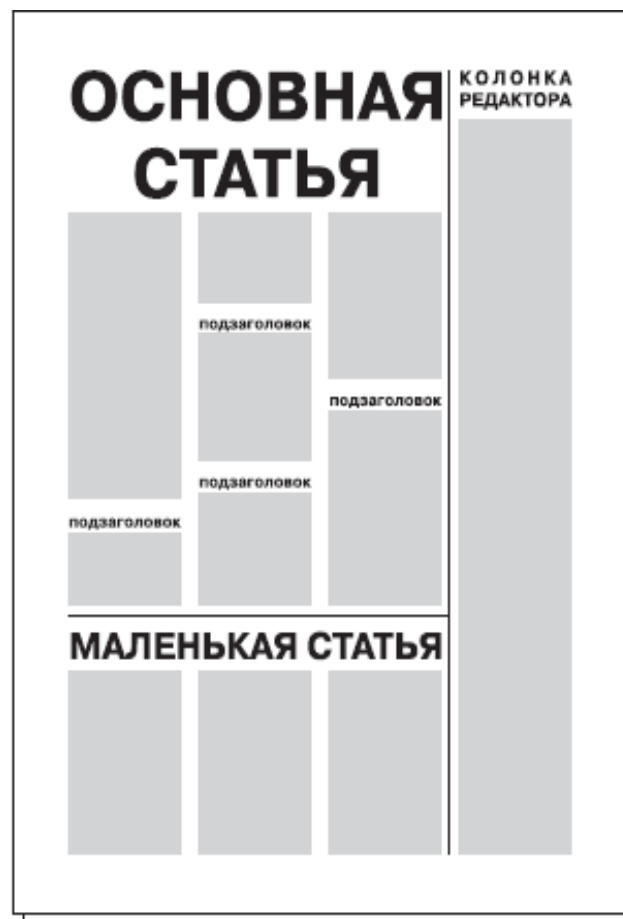 ОСНОВНАЯ
СТАТЬЯ
подзаголовок
подзаголовок
подзаголовок
подзаголовок
МАЛЕНЬКАЯ СТАТЬЯ
КОЛОНКА
РЕДАКТОРА